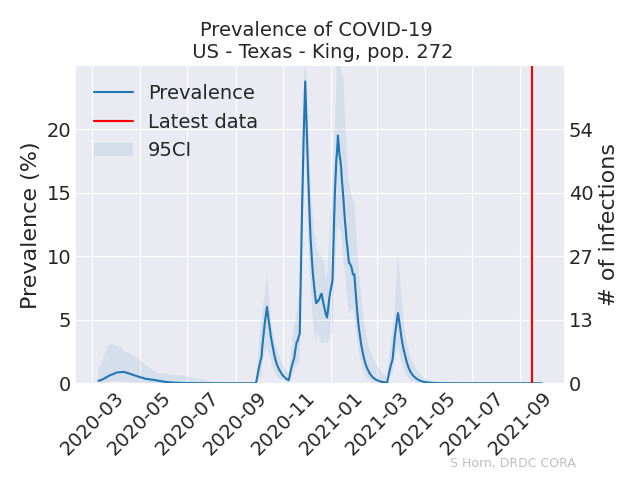 Prevalence of COVID-19
US - Texas - King, pop. 272
Prevalence
Latest data
95CI
Prevalence (%)
20
15
10
5
0
54
40
27
13
0
# of infections
2020-03
2020-05
2020-07
2020-09
2020-11
2021-01
2021-03
2021-05
2021-07
2021-09
S Horn, DRDC CORA